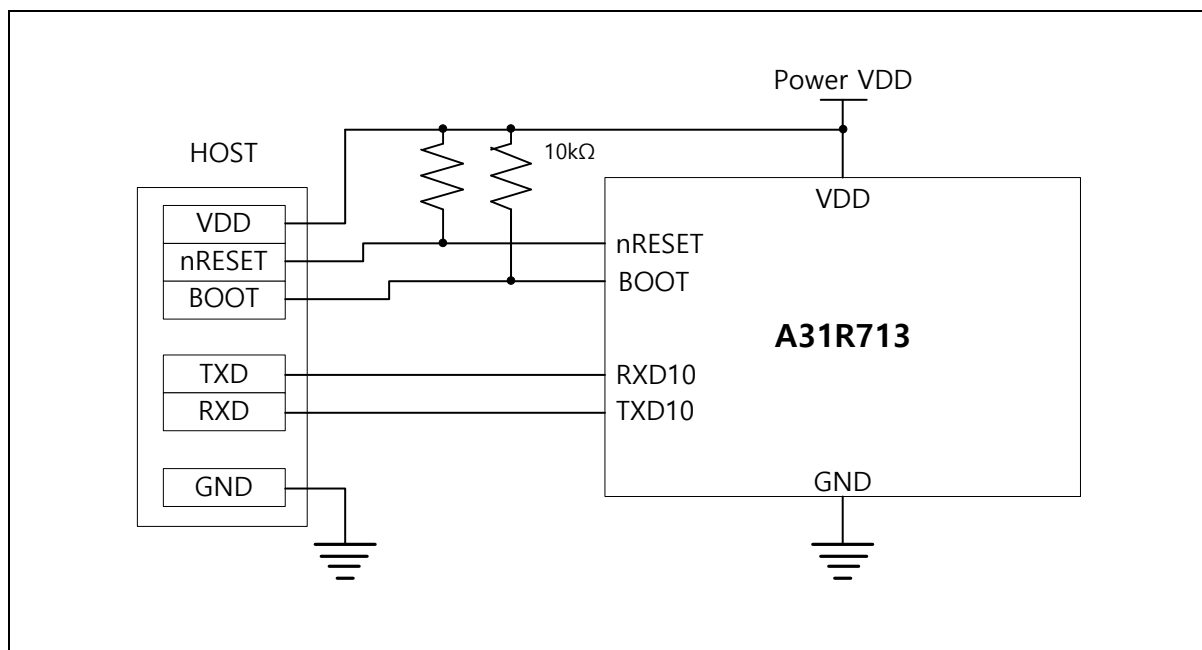 Power VDD
HOST
10kΩ
VDD
VDD
nRESET
nRESET
BOOT
BOOT
A31R713
TXD
RXD10
RXD
TXD10
GND
GND